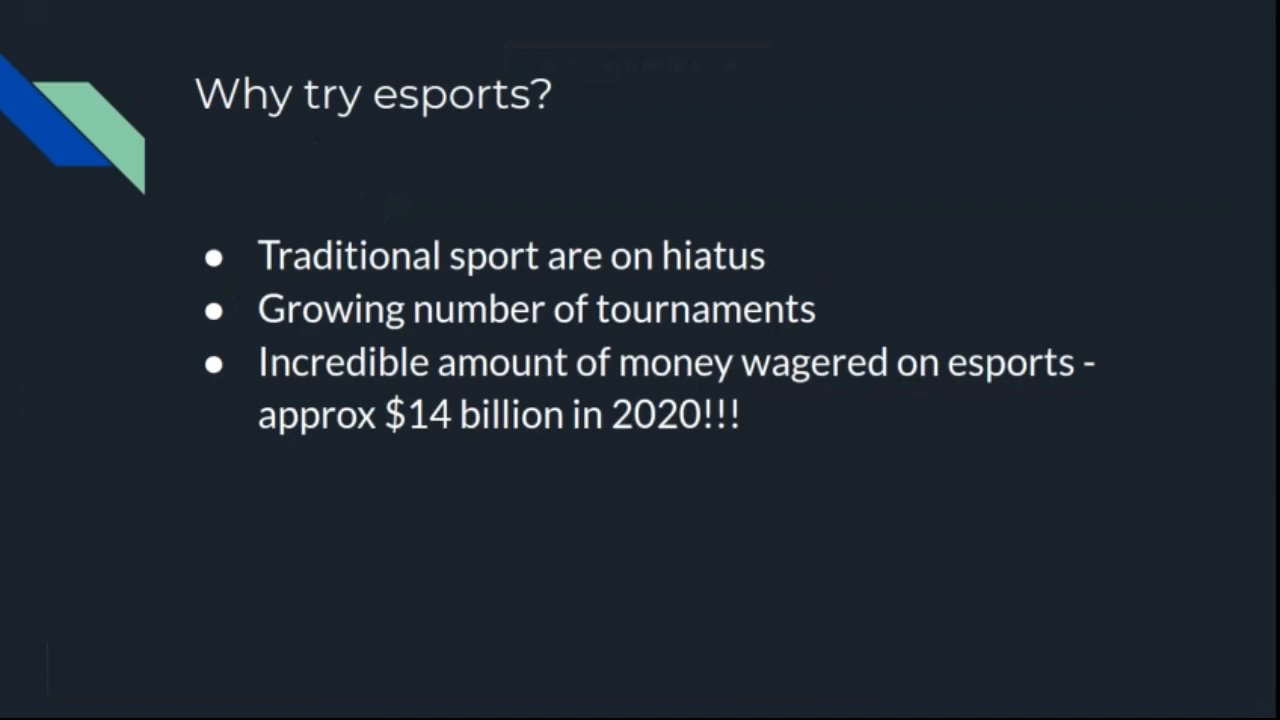 Why try esports?
● Traditional sport are on hiatus
● Growing number of tournaments
● Incredible amount of money wagered on esports -
approx $14 billion in 2020!!!